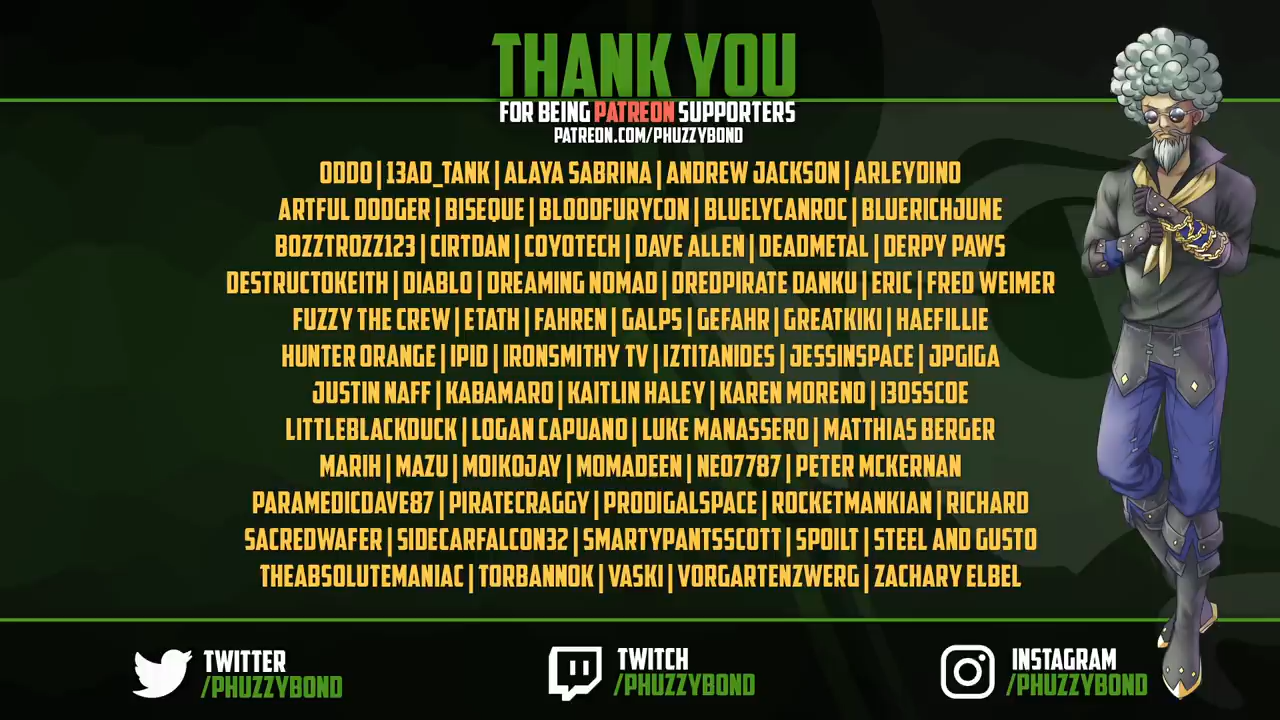 THANK YOU
FOR BEING PATREON SUPPORTERS
PATREON.COM/PHUZZYBOND
ODDO | 13AD_TANK | ALAYA SABRINA | ANDREW JACKSON | ARLEYDINO
ARTFUL DODGER | BISEQUE | BLOODFURYCON | BLUELYCANROC | BLUERICHJUNE
BOZZTROZZ123 | CIRTDAN | COYOTECH | DAVE ALLEN | DEADMETAL | DERPY PAWS
DESTRUCTOKEITH | DIABLO | DREAMING NOMAD | DREDPIRATE DANKU | ERIC | FRED WEIMER
FUZZY THE CREW | ETATH | FAHREN | GALPS | GEFAHR | GREATKIKI | HAEFILLIE
HUNTER ORANGE | IPID | IRONSMITHY TV | IZTITANIDES | JESSINSPACE | JPGIGA
JUSTIN NAFF | KABAMARO | KAITLIN HALEY | KAREN MORENO | I30SSCOE
LITTLEBLACKDUCK | LOGAN CAPUANO | LUKE MANASSERO | MATTHIAS BERGER
MARIH | MAZU | MOIKOJAY | MOMADEEN | NEO7787 | PETER MCKERNAN
PARAMEDICDAVE87 | PIRATECRAGGY | PRODIGALSPACE | ROCKETMANKIAN | RICHARD
SACREDWAFER | SIDECARFALCON32 | SMARTYPANTSSCOTT | SPOILT | STEEL AND GUSTO
THEABSOLUTEMANIAC | TORBANNOK | VASKI | VORGARTENZWERG | ZACHARY ELBEL
TWITTER
/PHUZZYBOND
TWITCH
/PHUZZYBOND
INSTAGRAM
/PHUZZYBOND